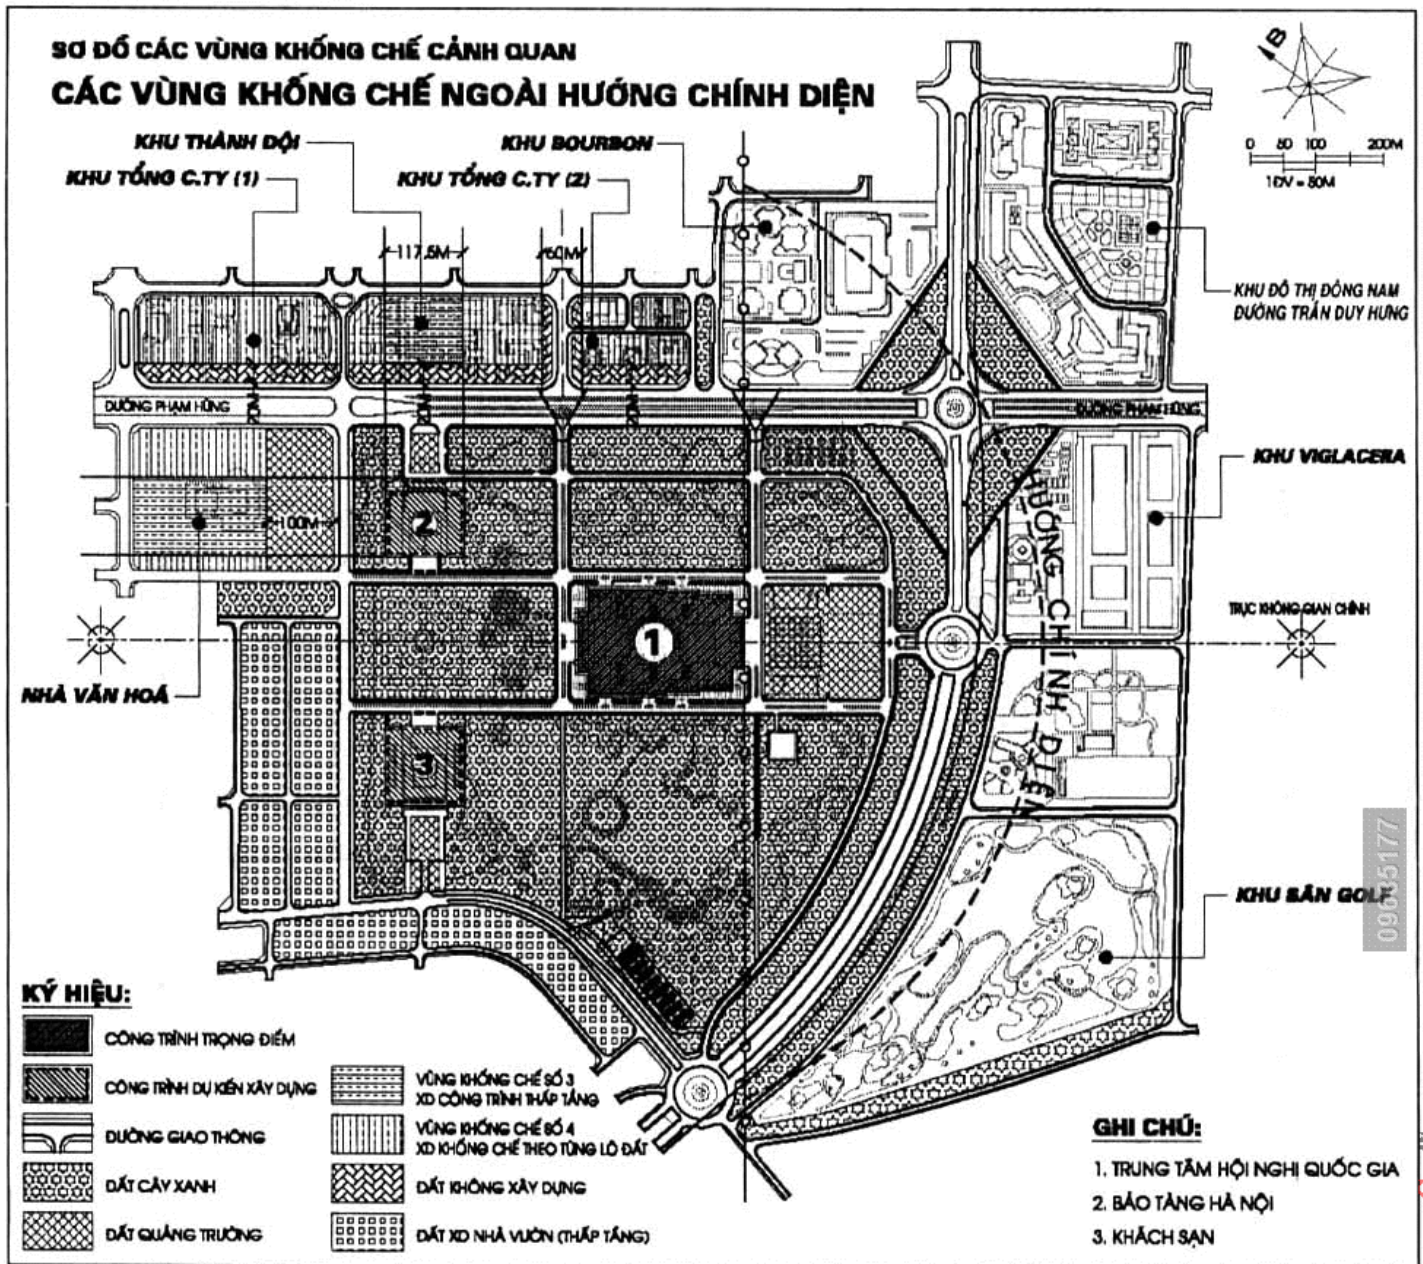 SƠ ĐỒ CÁC VÙNG KHỐNG CHẾ CẢNH QUAN
CÁC VÙNG KHỐNG CHẾ NGOÀI HƯỚNG CHÍNH DIỆN
B
0 50 100 200M
1ĐV = 50M
KHU THÀNH ĐỘI
KHU BOURBON
KHU TỔNG C.TY (1)
KHU TỔNG C.TY (2)
117,5M
60M
KHU ĐÔ THỊ ĐÔNG NAM
ĐƯỜNG TRẦN DUY HƯNG
ĐƯỜNG PHẠM HÙNG
ĐƯỜNG PHẠM HÙNG
KHU VIGLACERA
100M
2
HƯỚNG CHÍNH DIỆN
TRỤC KHÔNG GIAN CHÍNH
1
NHÀ VĂN HOÁ
3
KHU SÂN GOLF
KÝ HIỆU:
CÔNG TRÌNH TRỌNG ĐIỂM
CÔNG TRÌNH DỰ KIẾN XÂY DỰNG
ĐƯỜNG GIAO THÔNG
ĐẤT CÂY XANH
ĐẤT QUẢNG TRƯỜNG
VÙNG KHỐNG CHẾ SỐ 3
XD CÔNG TRÌNH THẤP TẦNG
VÙNG KHỐNG CHẾ SỐ 4
XD KHỐNG CHẾ THEO TỪNG LÔ ĐẤT
ĐẤT KHÔNG XÂY DỰNG
ĐẤT XD NHÀ VƯỜN (THẤP TẦNG)
GHI CHÚ:
1. TRUNG TÂM HỘI NGHỊ QUỐC GIA
2. BẢO TÀNG HÀ NỘI
3. KHÁCH SẠN